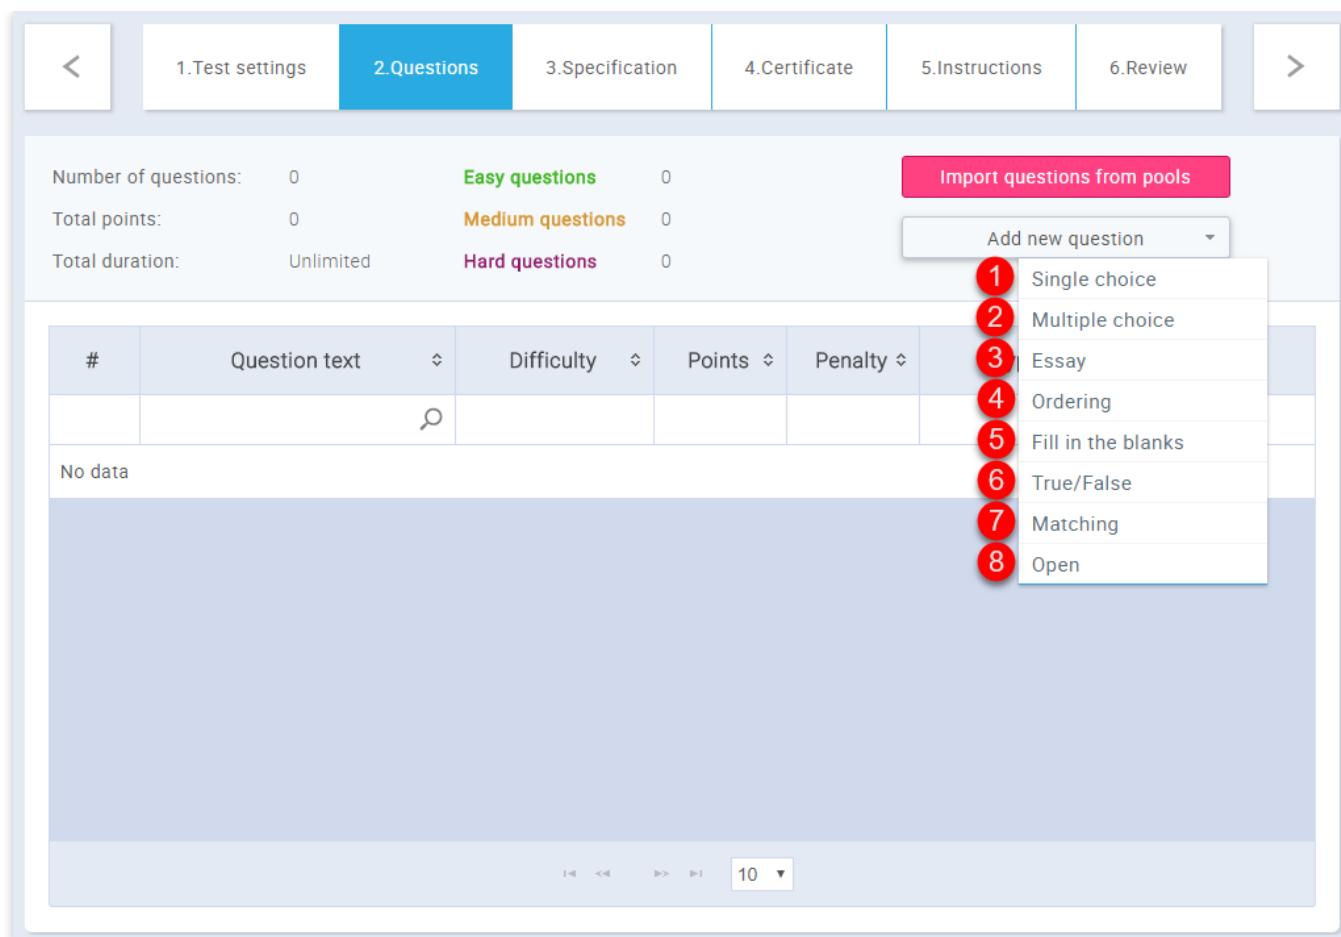 < 1.Test settings 2.Questions 3.Specification 4.Certificate 5.Instructions 6.Review >
Number of questions: 0 Easy questions 0 Import questions from pools
Total points: 0 Medium questions 0
Add new question
Total duration: Unlimited Hard questions 0
1 Single choice
2 Multiple choice
# Question text Difficulty Points Penalty
3 Essay
4 Ordering
5 Fill in the blanks
No data
6 True/False
7 Matching
8 Open
10